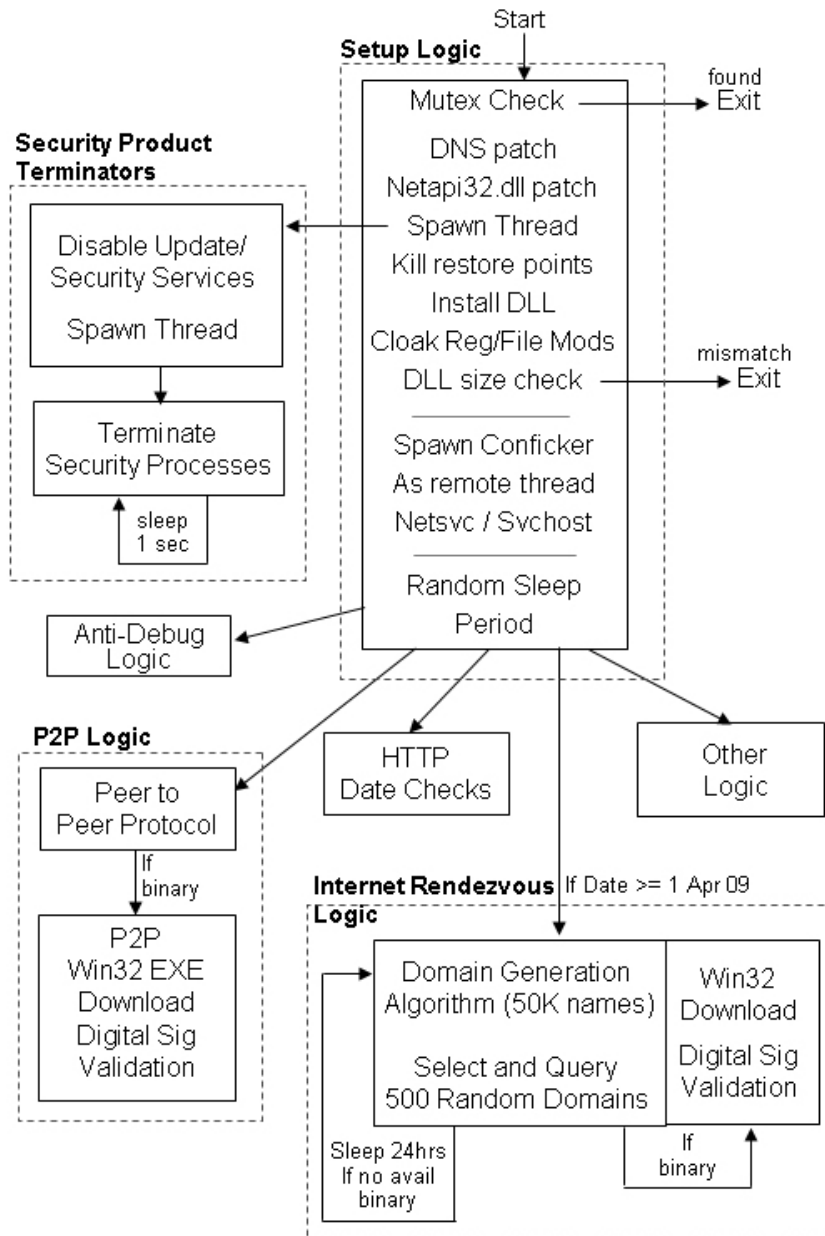 Start
Setup Logic
Mutex Check
found
Exit
DNS patch
Netapi32.dll patch
Spawn Thread
Kill restore points
Install DLL
Cloak Reg/File Mods
DLL size check
mismatch
Exit
Spawn Conficker
As remote thread
Netsvc / Svchost
Random Sleep
Period
Security Product
Terminators
Disable Update/
Security Services
Spawn Thread
Terminate
Security Processes
sleep
1 sec
Anti-Debug
Logic
P2P Logic
Peer to
Peer Protocol
If
binary
P2P
Win32 EXE
Download
Digital Sig
Validation
HTTP
Date Checks
Other
Logic
Internet Rendezvous
Logic
If Date >= 1 Apr 09
Domain Generation
Algorithm (50K names)
Select and Query
500 Random Domains
Win32
Download
Digital Sig
Validation
Sleep 24hrs
If no avail
binary
If
binary